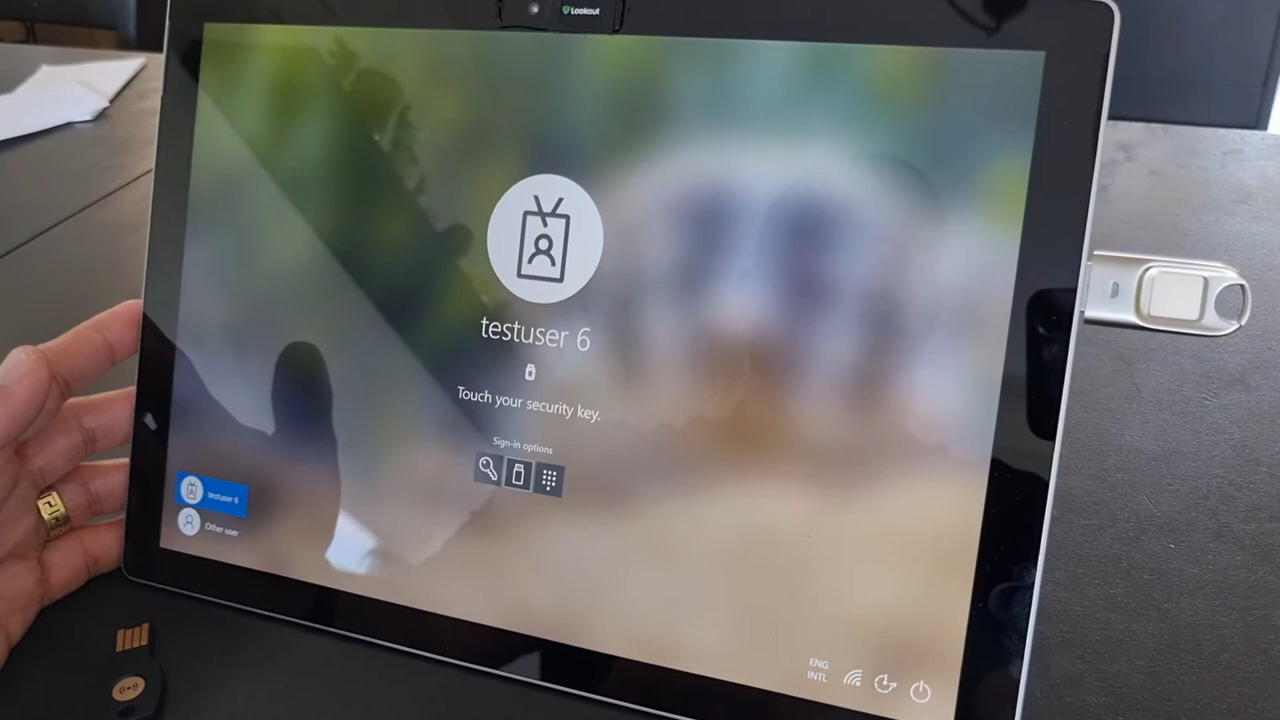 Lookout
testuser 6
Touch your security key.
Sign-in options
testuser 6
Other user
ENG
INTL